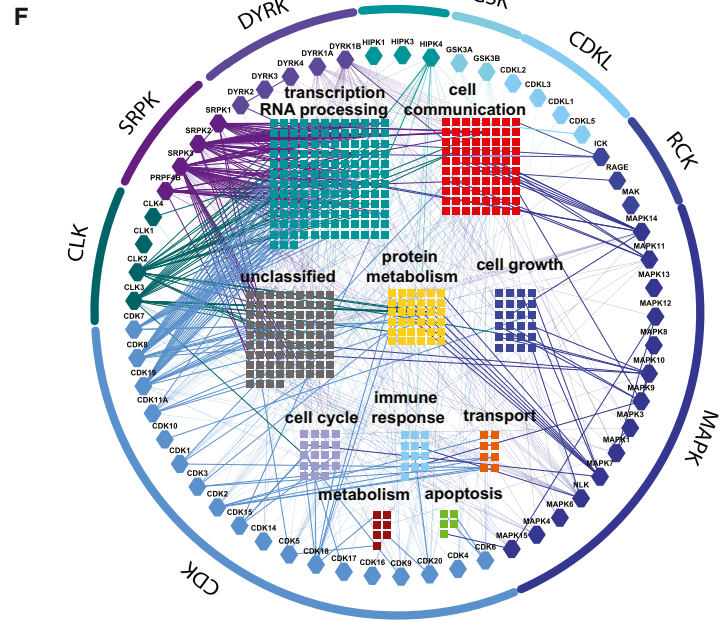 F
DYRK
SK
CDKL
RCK
MAPK
CDK
CLK
SRPK
HIPK1
HIPK3
HIPK4
GSK3A
GSK3B
CDKL2
CDKL3
CDKL1
CDKL5
ICK
RAGE
MAK
MAPK14
MAPK11
MAPK13
MAPK12
MAPK8
MAPK10
MAPK9
MAPK3
MAPK1
MAPK7
NLK
MAPK6
MAPK4
MAPK15
CDK6
CDK4
CDK20
CDK9
CDK16
CDK17
CDK18
CDK5
CDK14
CDK15
CDK2
CDK3
CDK1
CDK10
CDK11A
CDK19
CDK8
CDK7
CLK3
CLK2
CLK1
CLK4
PRPF4B
SRPK3
SRPK2
SRPK1
DYRK2
DYRK3
DYRK4
DYRK1A
DYRK1B
transcription
RNA processing
cell
communication
unclassified
protein
metabolism
cell growth
cell cycle
immune
response
transport
metabolism
apoptosis